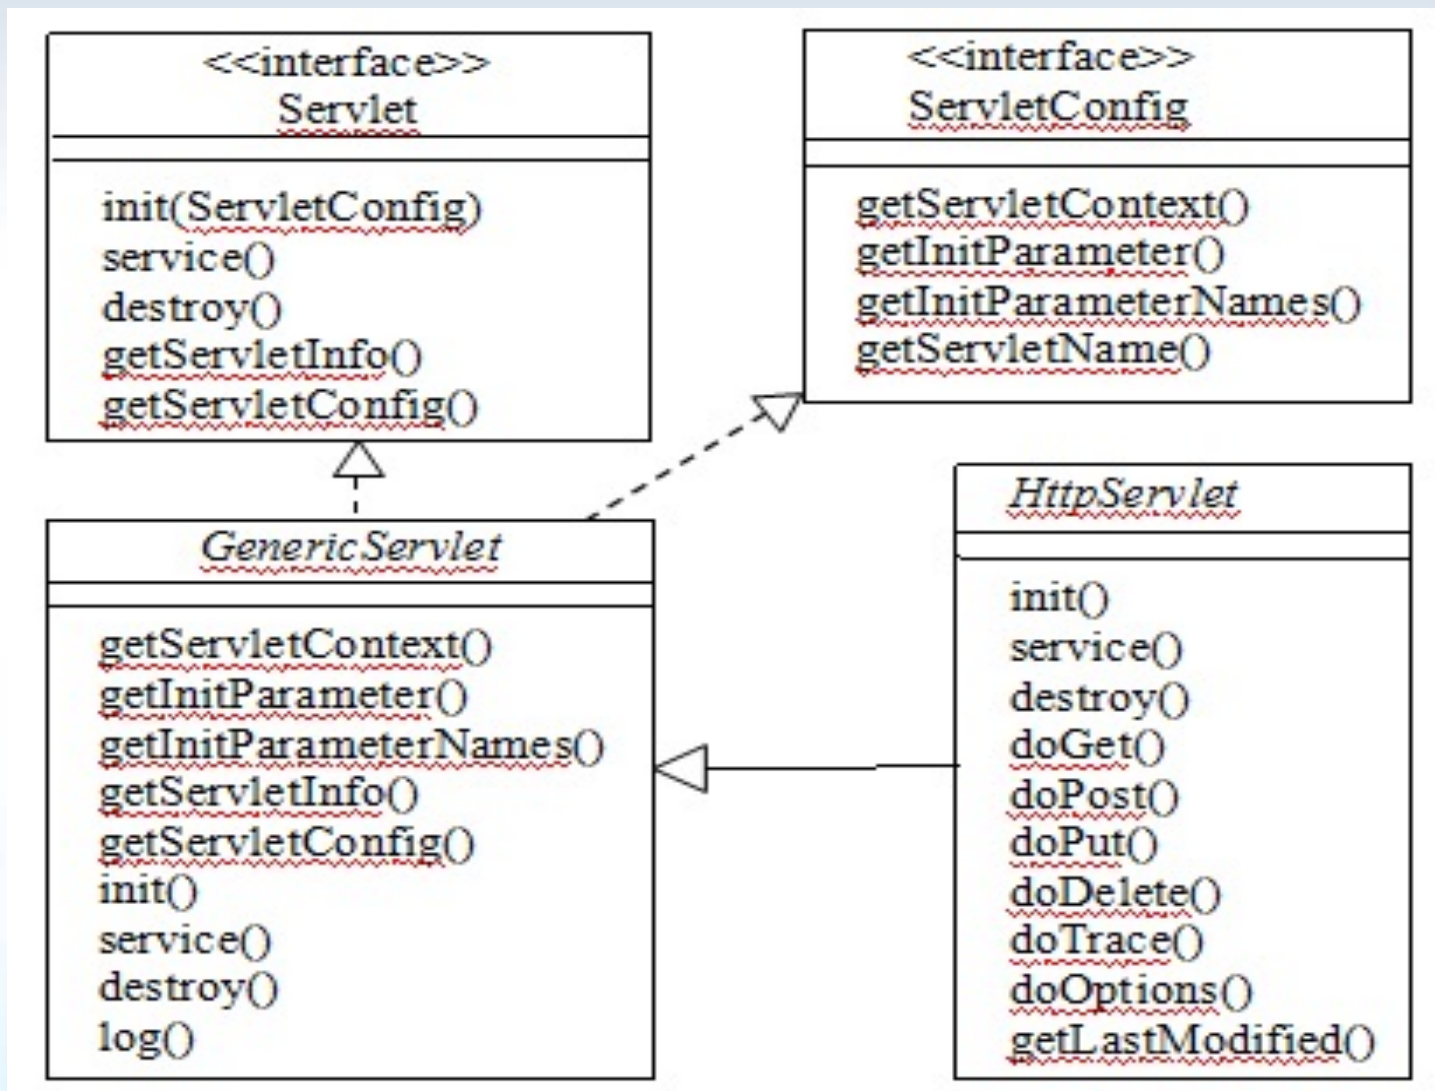 <<interface>>
Servlet
init(ServletConfig)
service()
destroy()
getServletInfo()
getServletConfig()
<<interface>>
ServletConfig
getServletContext()
getInitParameter()
getInitParameterNames()
getServletName()
GenericServlet
getServletContext()
getInitParameter()
getInitParameterNames()
getServletInfo()
getServletConfig()
init()
service()
destroy()
log()
HttpServlet
init()
service()
destroy()
doGet()
doPost()
doPut()
doDelete()
doTrace()
doOptions()
getLastModified()